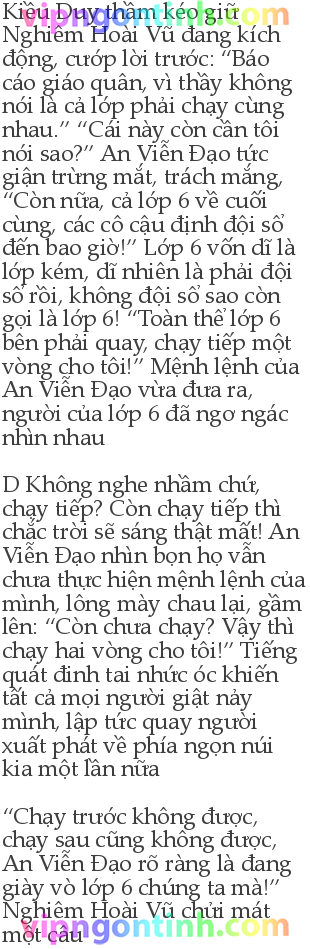 Kiều Duy thầm kéo giữ
vipngontinh.com
Nghiêm Hoài Vũ đang kích
động, cướp lời trước: “Báo
cáo giáo quân, vì thầy không
nói là cả lớp phải chạy cùng
nhau.” “Cái này còn cần tôi
nói sao?” An Viễn Đạo tức
giận trừng mắt, trách mắng,
“Còn nữa, cả lớp 6 về cuối
cùng, các cô cậu định đội sổ
đến bao giờ!” Lớp 6 vốn dĩ là
lớp kém, dĩ nhiên là phải đội
sổ rồi, không đội sổ sao còn
gọi là lớp 6! “Toàn thể lớp 6
bên phải quay, chạy tiếp một
vòng cho tôi!” Mệnh lệnh của
An Viễn Đạo vừa đưa ra,
người của lớp 6 đã ngơ ngác
nhìn nhau
D Không nghe nhầm chứ,
chạy tiếp? Còn chạy tiếp thì
chắc trời sẽ sáng thật mất! An
Viễn Đạo nhìn bọn họ vẫn
chưa thực hiện mệnh lệnh của
mình, lông mày chau lại, gầm
lên: “Còn chưa chạy? Vậy thì
chạy hai vòng cho tôi!” Tiếng
quát đinh tai nhức óc khiến
tất cả mọi người giật nảy
mình, lập tức quay người
xuất phát về phía ngọn núi
kia một lần nữa
“Chạy trước không được,
chạy sau cũng không được,
An Viễn Đạo rõ ràng là đang
giày vò lớp 6 chúng ta mà!”
Nghiêm Hoài Vũ chửi mát
vipngontinh.com
một câu